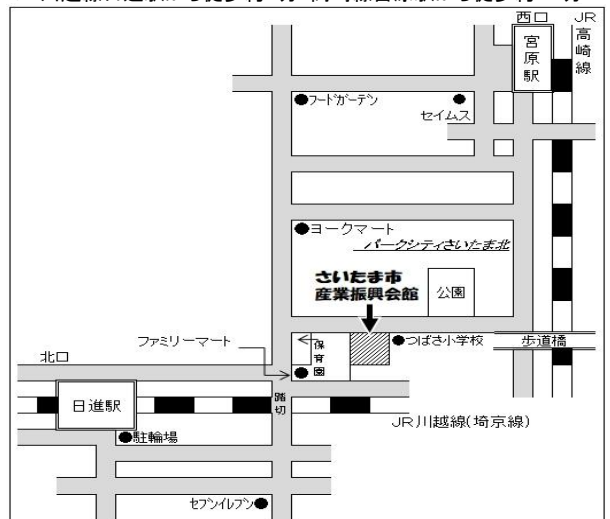 西口
JR高崎線
宮原駅
フードガーデン
セイムス
ヨークマート
パークシティさいたま北
さいたま市
産業振興会館
公園
ファミリーマート
保育園
つばさ小学校
歩道橋
北口
日進駅
踏切
JR川越線(埼京線)
駐輪場
セブンイレブン